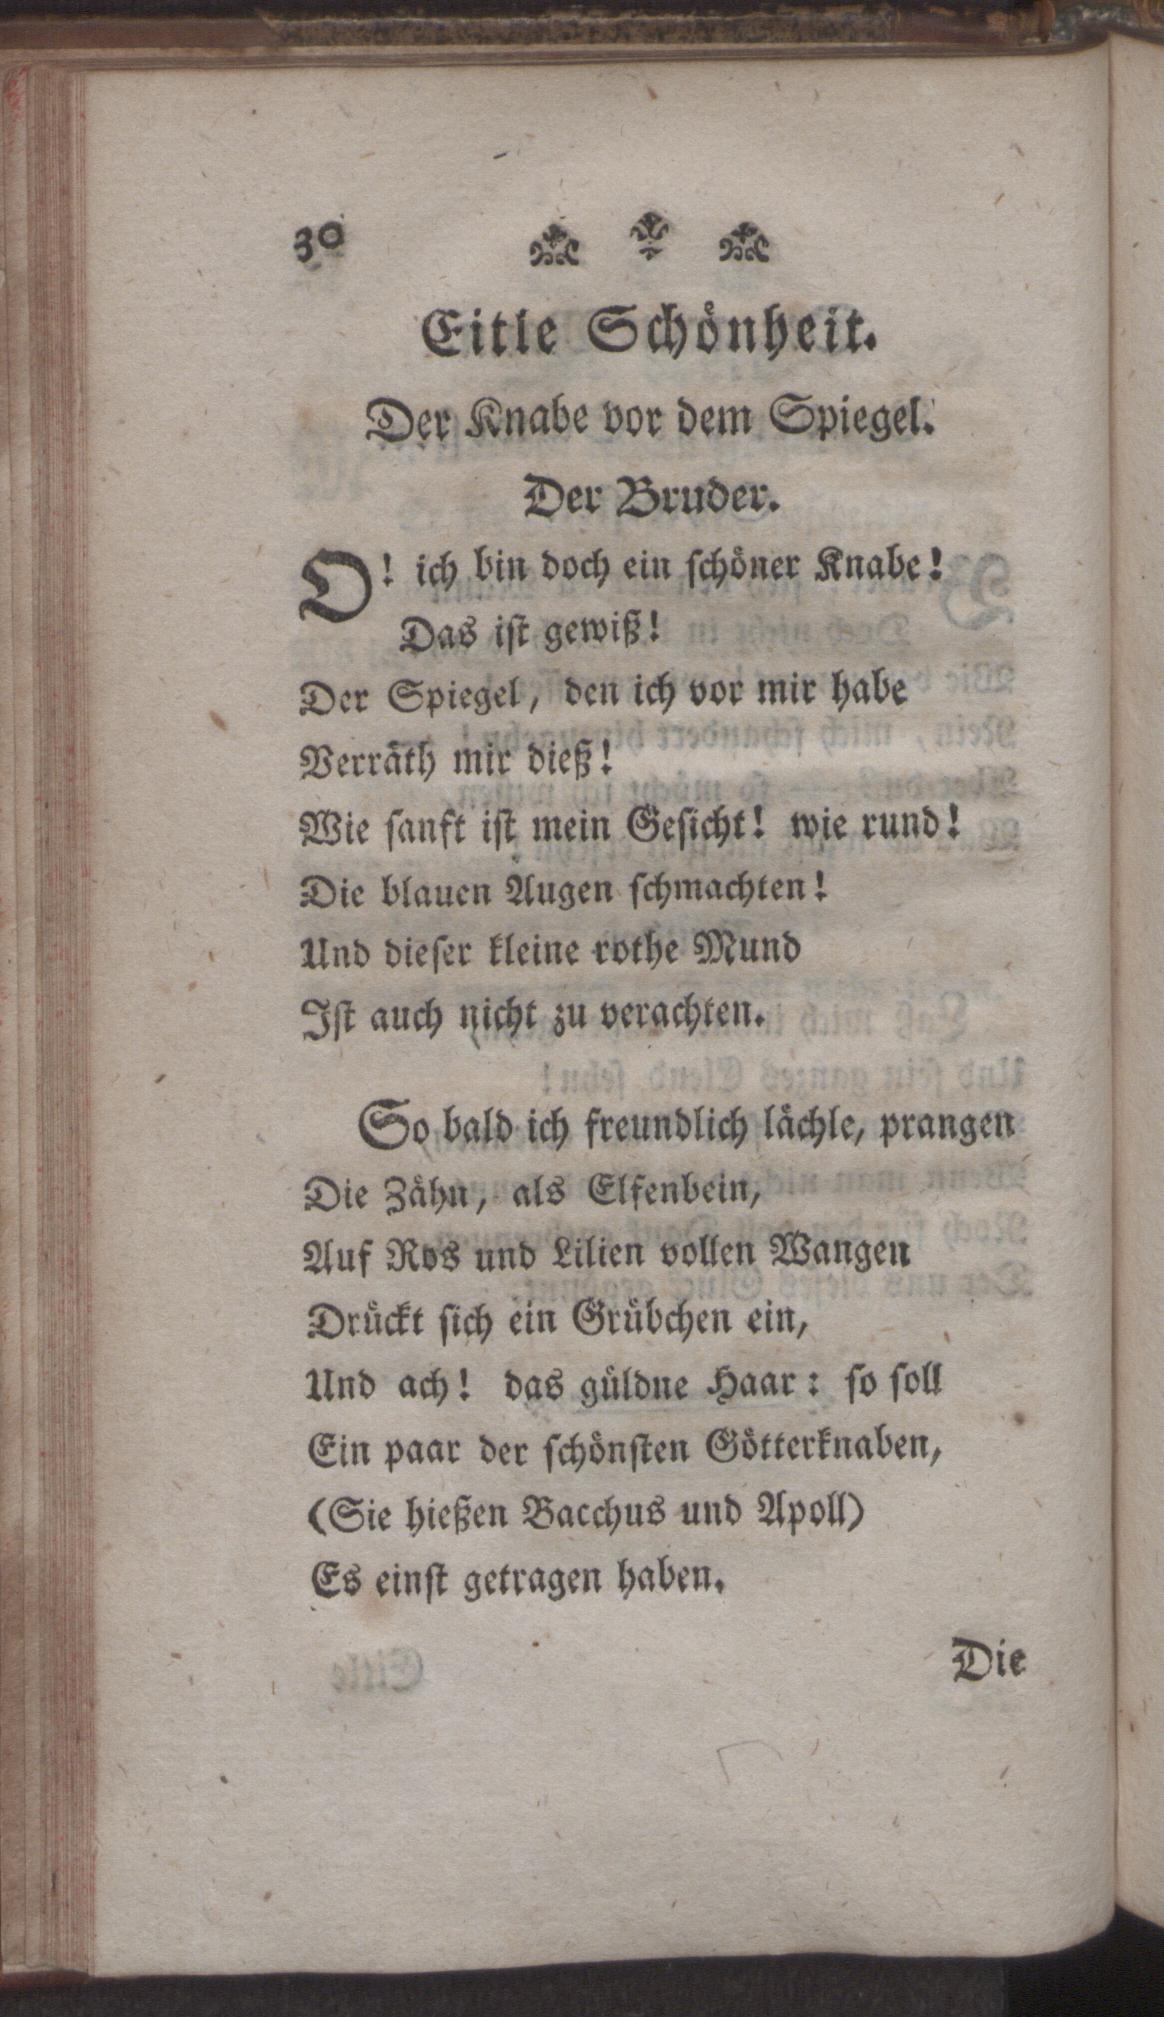 30
Eitle Schönheit.
Der Knabe vor dem Spiegel.
Der Bruder.
O! ich bin doch ein ſchöner Knabe!
Das iſt gewiß!
Der Spiegel, den ich vor mir habe
Verräth mir dieß!
Wie ſanft iſt mein Geſicht! wie rund!
Die blauen Augen ſchmachten!
Und dieſer kleine rothe Mund
Iſt auch nicht zu verachten.
So bald ich freundlich lächle, prangen
Die Zähn, als Elfenbein,
Auf Ros und Lilien vollen Wangen
Drückt ſich ein Grübchen ein,
Und ach! das güldne Haar: ſo ſoll
Ein paar der ſchönſten Götterknaben,
(Sie hießen Bacchus und Apoll)
Es einſt getragen haben.
Die